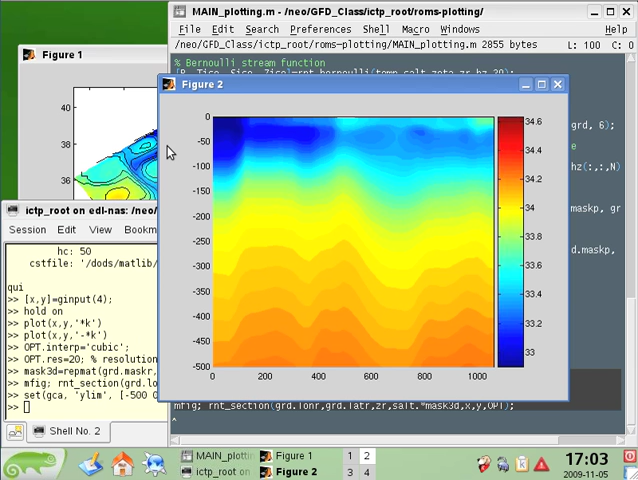 MAIN_plotting.m - /neo/GFD_Class/ictp_root/roms-plotting/
File Edit Search Preferences Shell Macro Windows Help
/neo/GFD_Class/ictp_root/roms-plotting/MAIN_plotting.m 2855 bytes L: 100 C: 0
% Bernoulli stream function
grd, 6);
e
hz(:,:,N)
maskp, gr
d.maskp,
mfig; rnt_section(grd.lonr,grd.latr,zr,salt.*mask3d,x,y,OPT);
Figure 1
40
38
36
Figure 2
0
-50
-100
-150
-200
-250
-300
-350
-400
-450
-500
0 200 400 600 800 1000
34.6
34.4
34.2
34
33.8
33.6
33.4
33.2
33
ictp_root on edl-nas: /neo/
Session Edit View Bookm
hc: 50
cstfile: '/dods/matlib/
qui
>> [x,y]=ginput(4);
>> hold on
>> plot(x,y,'*k')
>> plot(x,y,'-*k')
>> OPT.interp='cubic';
>> OPT.res=20; % resolution
>> mask3d=repmat(grd.maskr,
>> mfig; rnt_section(grd.lo
>> set(gca, 'ylim', [-500 0
>>
Shell No. 2
MAIN_plottin Figure 1 1 2
ictp_root on Figure 2 3 4
17:03
2009-11-05